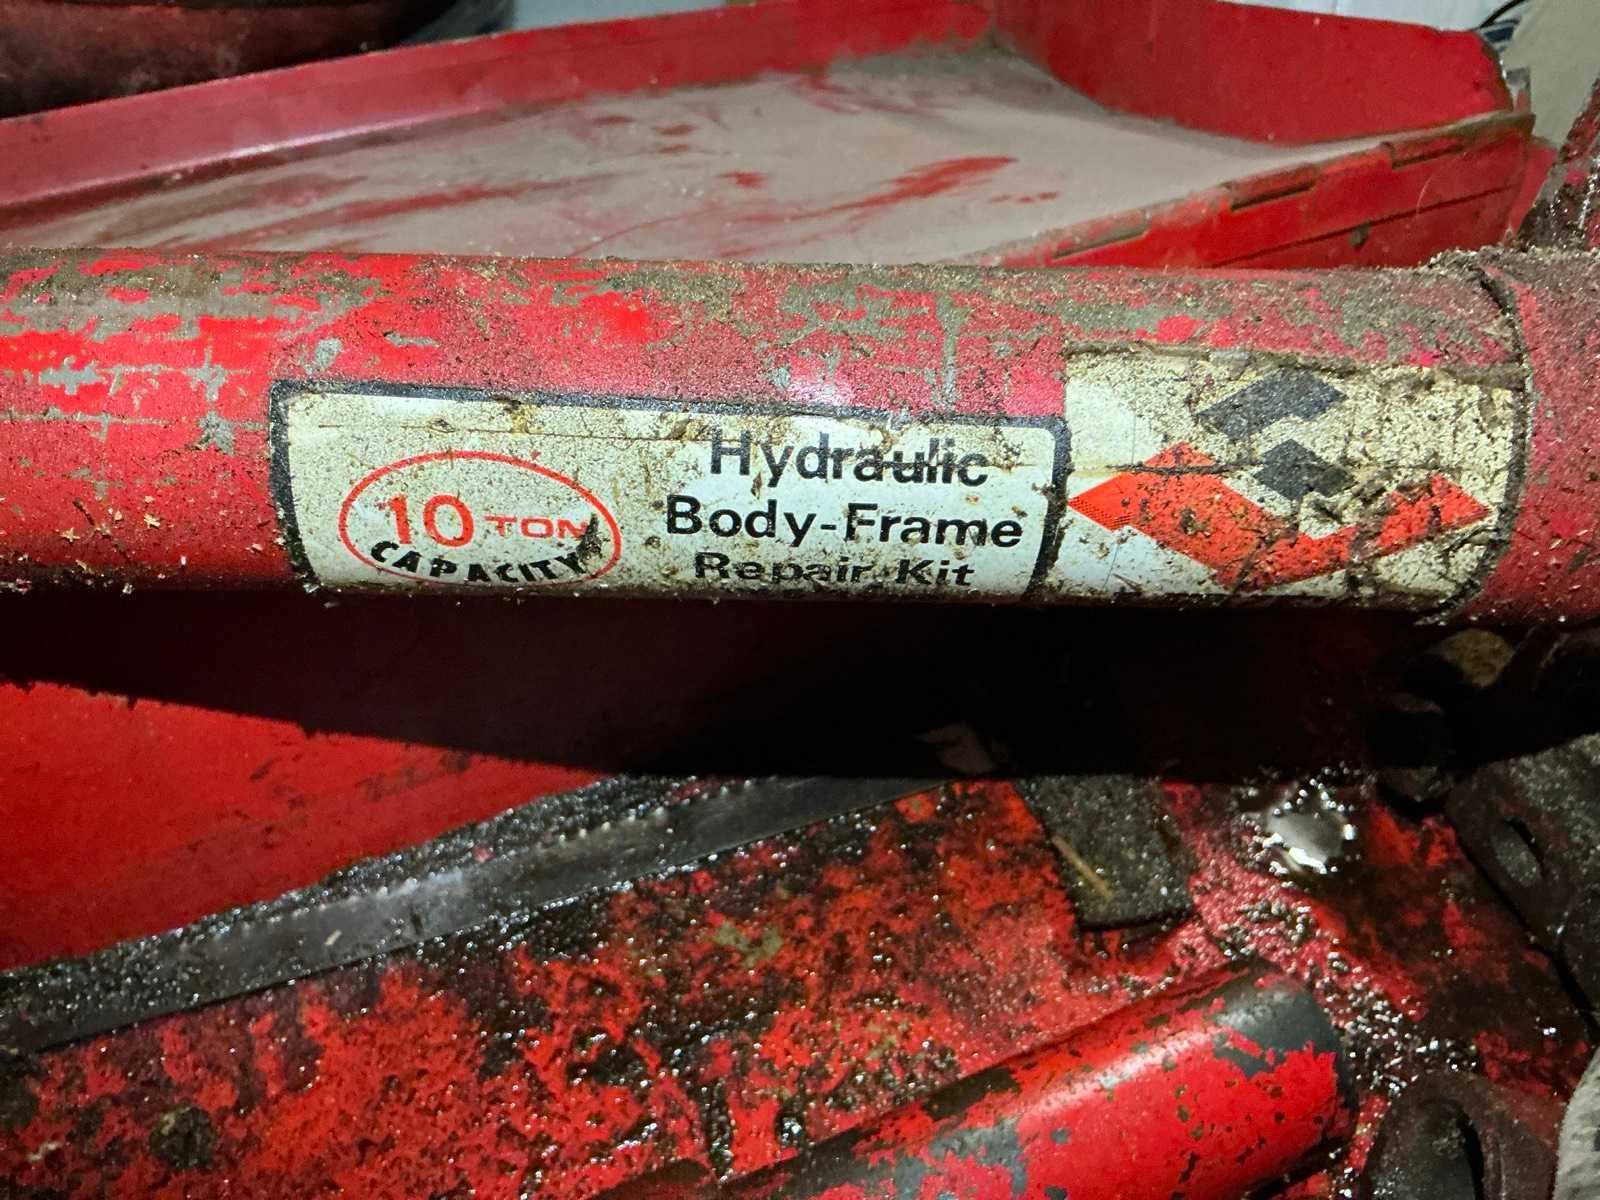 10 TON
CAPACITY
Hydraulic
Body-Frame
Repair Kit